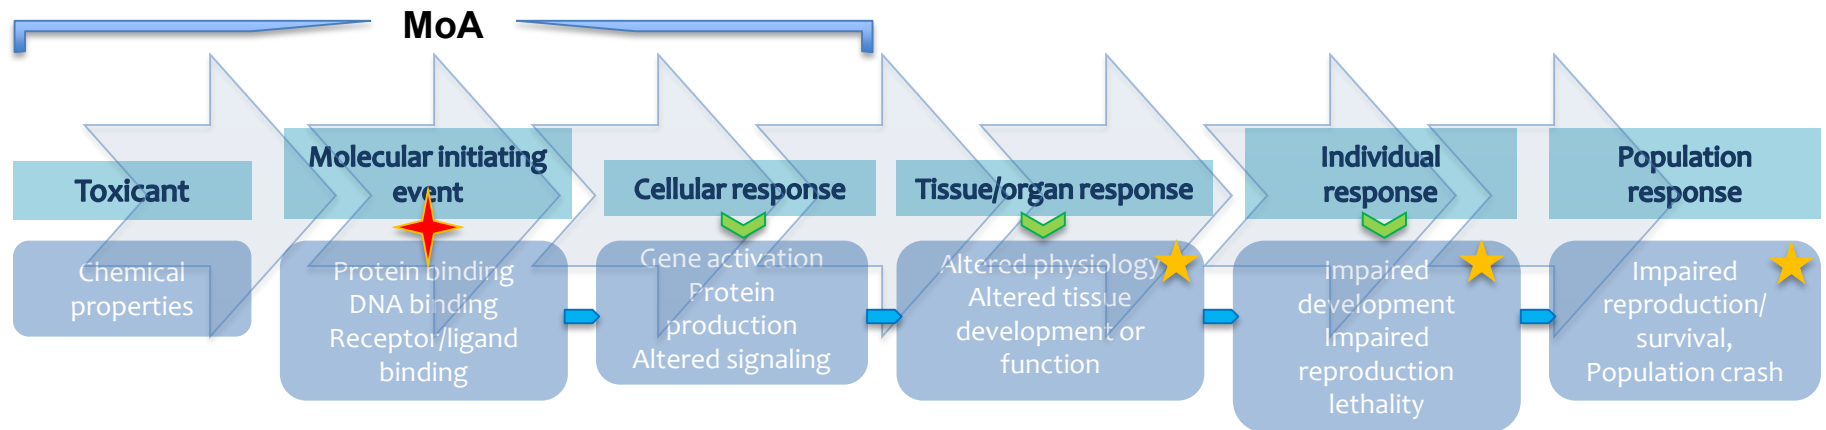 MoA
Toxicant
Chemical
properties
Molecular initiating
event
Protein binding
DNA binding
Receptor/ligand
binding
Cellular response
Gene activation
Protein
production
Altered signaling
Tissue/organ response
Altered physiology
Altered tissue
development or
function
Individual
response
Impaired
development
Impaired
reproduction
lethality
Population
response
Impaired
reproduction/
survival,
Population crash